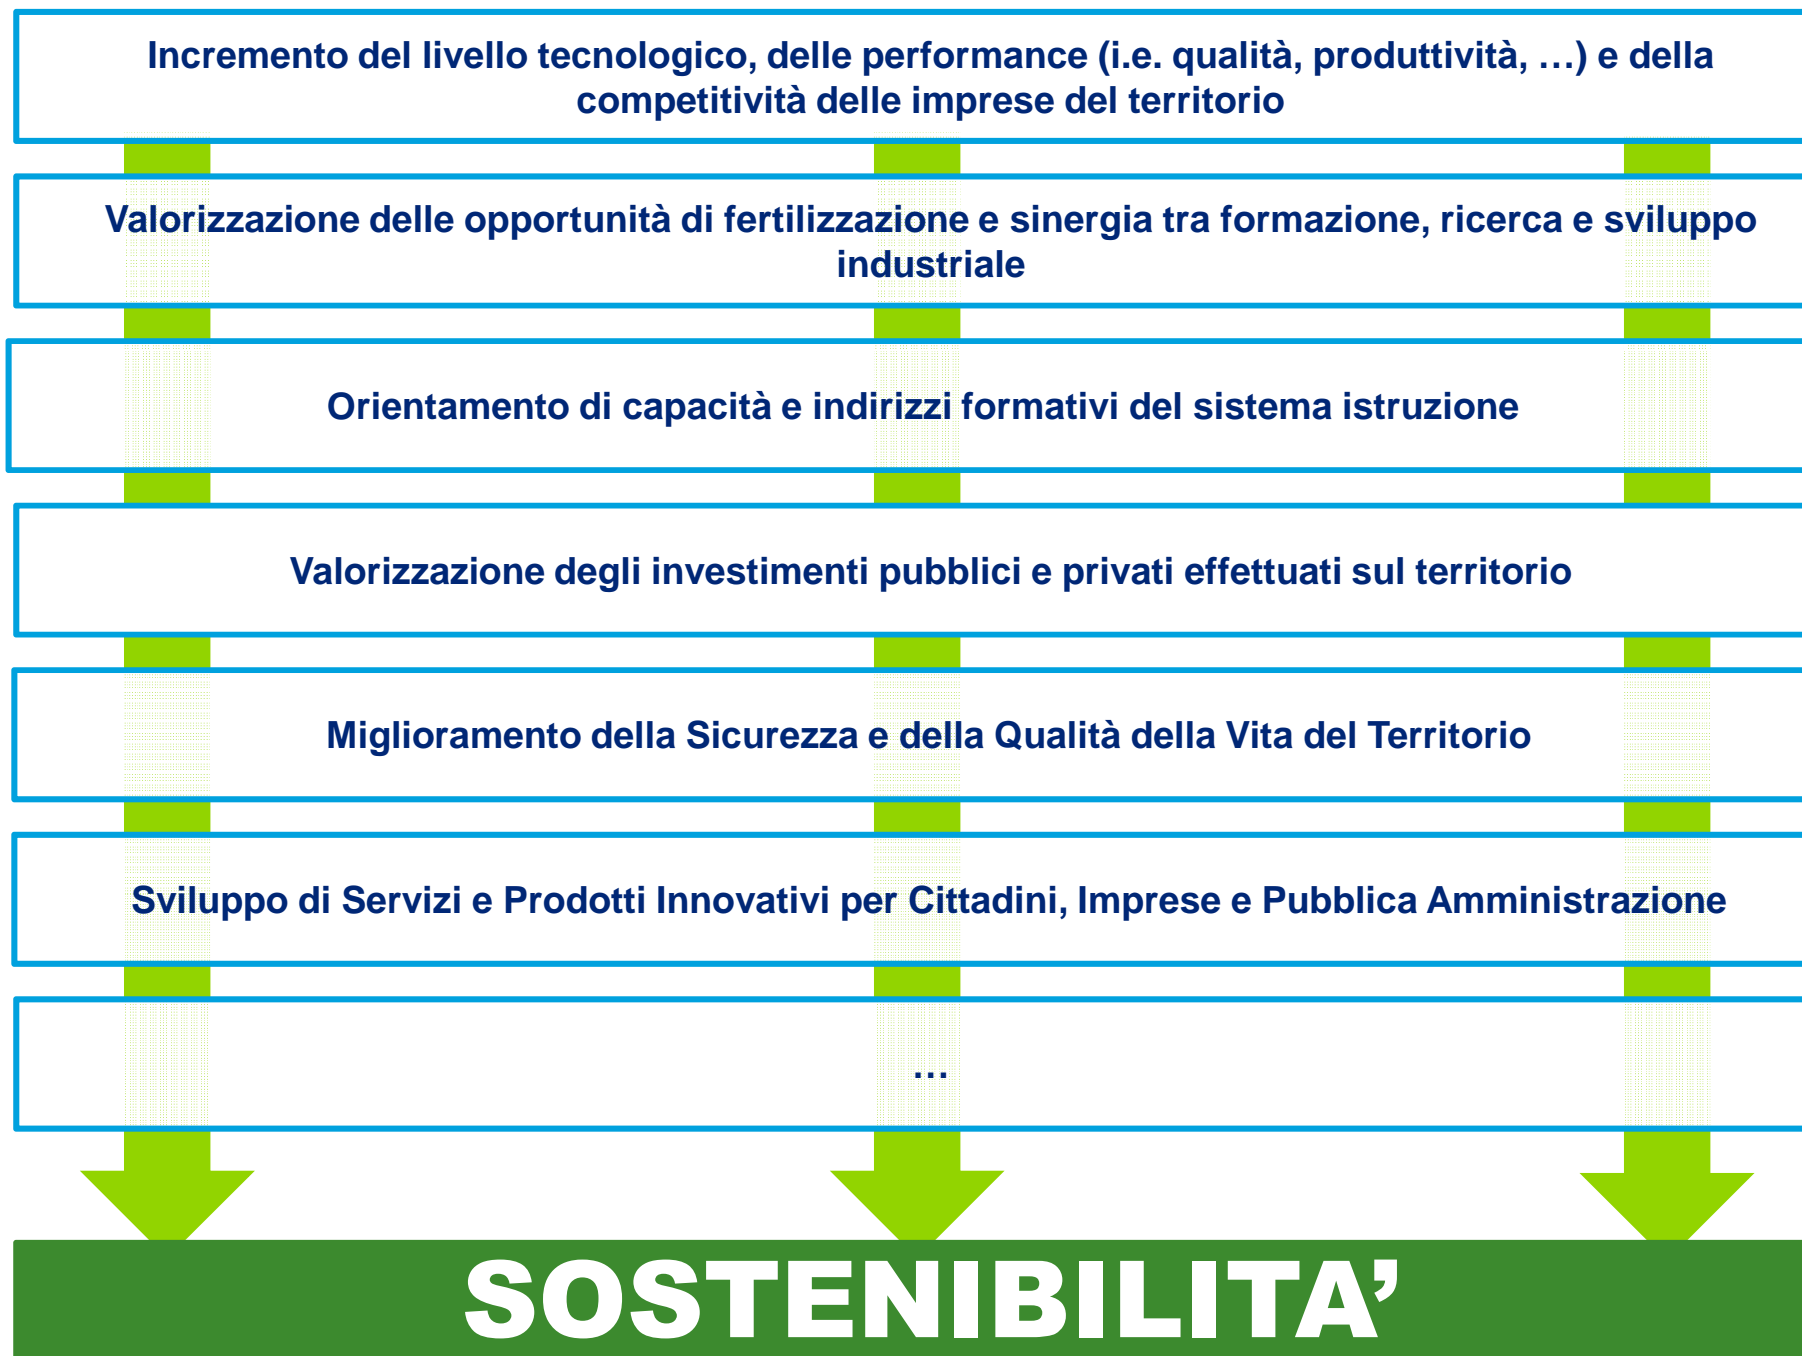 Incremento del livello tecnologico, delle performance (i.e. qualità, produttività, …) e della
competitività delle imprese del territorio
Valorizzazione delle opportunità di fertilizzazione e sinergia tra formazione, ricerca e sviluppo
industriale
Orientamento di capacità e indirizzi formativi del sistema istruzione
Valorizzazione degli investimenti pubblici e privati effettuati sul territorio
Miglioramento della Sicurezza e della Qualità della Vita del Territorio
Sviluppo di Servizi e Prodotti Innovativi per Cittadini, Imprese e Pubblica Amministrazione
…
SOSTENIBILITA’